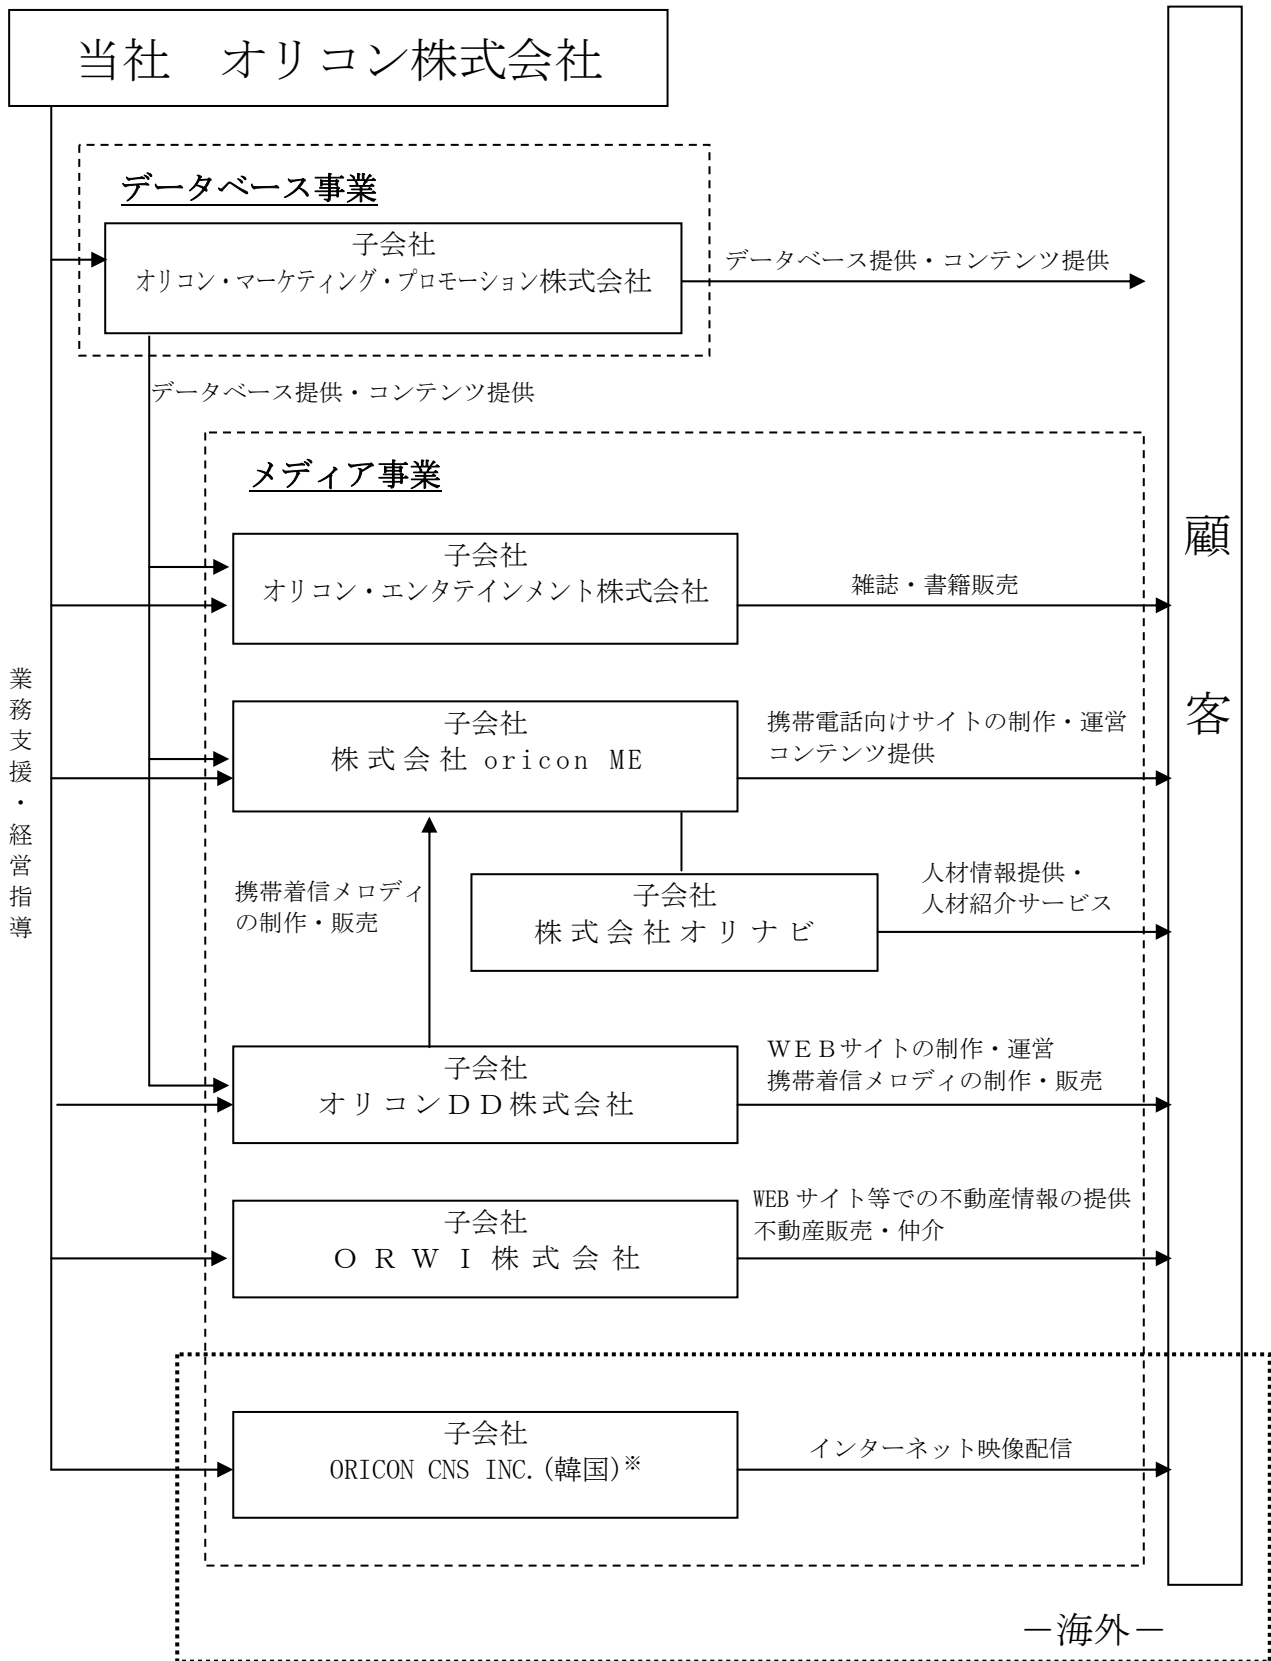 当社　オリコン株式会社
データベース事業
子会社
オリコン・マーケティング・プロモーション株式会社
データベース提供・コンテンツ提供
データベース提供・コンテンツ提供
メディア事業
子会社
オリコン・エンタテインメント株式会社
雑誌・書籍販売
業務支援・経営指導
顧客
子会社
株式会社 oricon ME
携帯電話向けサイトの制作・運営
コンテンツ提供
携帯着信メロディ
の制作・販売
子会社
株式会社オリナビ
人材情報提供・
人材紹介サービス
子会社
オリコンＤＤ株式会社
ＷＥＢサイトの制作・運営
携帯着信メロディの制作・販売
子会社
ＯＲＷＩ株式会社
WEB サイト等での不動産情報の提供
不動産販売・仲介
子会社
ORICON CNS INC.(韓国)※
インターネット映像配信
－海外－